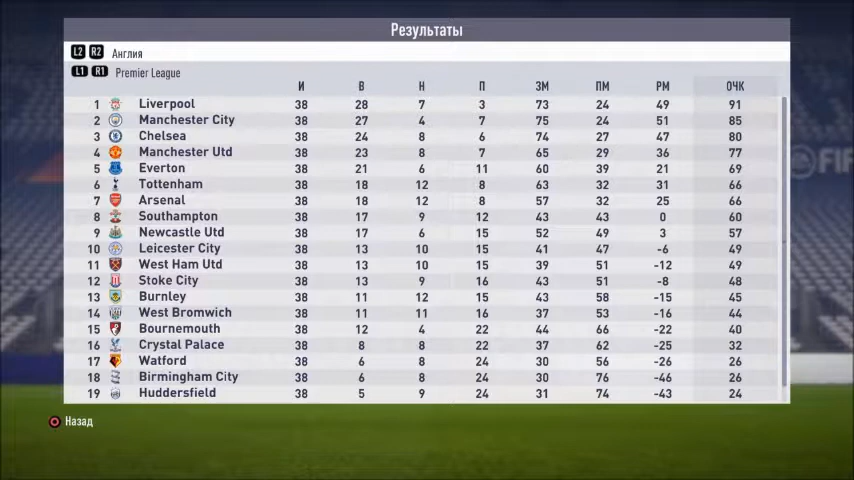 Результаты
L2 R2 Англия
L1 R1 Premier League
И В Н П ЗМ ПМ РМ ОЧК
1 Liverpool 38 28 7 3 73 24 49 91
2 Manchester City 38 27 4 7 75 24 51 85
3 Chelsea 38 24 8 6 74 27 47 80
4 Manchester Utd 38 23 8 7 65 29 36 77
5 Everton 38 21 6 11 60 39 21 69
6 Tottenham 38 18 12 8 63 32 31 66
7 Arsenal 38 18 12 8 57 32 25 66
8 Southampton 38 17 9 12 43 43 0 60
9 Newcastle Utd 38 17 6 15 52 49 3 57
10 Leicester City 38 13 10 15 41 47 -6 49
11 West Ham Utd 38 13 10 15 39 51 -12 49
12 Stoke City 38 13 9 16 43 51 -8 48
13 Burnley 38 11 12 15 43 58 -15 45
14 West Bromwich 38 11 11 16 37 53 -16 44
15 Bournemouth 38 12 4 22 44 66 -22 40
16 Crystal Palace 38 8 8 22 37 62 -25 32
17 Watford 38 6 8 24 30 56 -26 26
18 Birmingham City 38 6 8 24 30 76 -46 26
19 Huddersfield 38 5 9 24 31 74 -43 24
Назад